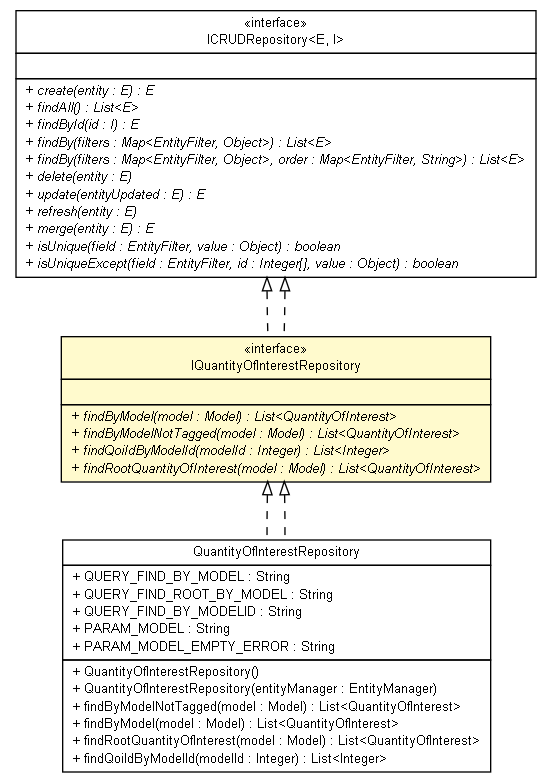 «interface»
ICRUDRepository<E, I>
+ create(entity : E) : E
+ findAll() : List<E>
+ findById(id : I) : E
+ findBy(filters : Map<EntityFilter, Object>) : List<E>
+ findBy(filters : Map<EntityFilter, Object>, order : Map<EntityFilter, String>) : List<E>
+ delete(entity : E)
+ update(entityUpdated : E) : E
+ refresh(entity : E)
+ merge(entity : E) : E
+ isUnique(field : EntityFilter, value : Object) : boolean
+ isUniqueExcept(field : EntityFilter, id : Integer[], value : Object) : boolean
«interface»
IQuantityOfInterestRepository
+ findByModel(model : Model) : List<QuantityOfInterest>
+ findByModelNotTagged(model : Model) : List<QuantityOfInterest>
+ findQoiIdByModelId(modelId : Integer) : List<Integer>
+ findRootQuantityOfInterest(model : Model) : List<QuantityOfInterest>
QuantityOfInterestRepository
+ QUERY_FIND_BY_MODEL : String
+ QUERY_FIND_ROOT_BY_MODEL : String
+ QUERY_FIND_BY_MODELID : String
+ PARAM_MODEL : String
+ PARAM_MODEL_EMPTY_ERROR : String
+ QuantityOfInterestRepository()
+ QuantityOfInterestRepository(entityManager : EntityManager)
+ findByModelNotTagged(model : Model) : List<QuantityOfInterest>
+ findByModel(model : Model) : List<QuantityOfInterest>
+ findRootQuantityOfInterest(model : Model) : List<QuantityOfInterest>
+ findQoiIdByModelId(modelId : Integer) : List<Integer>